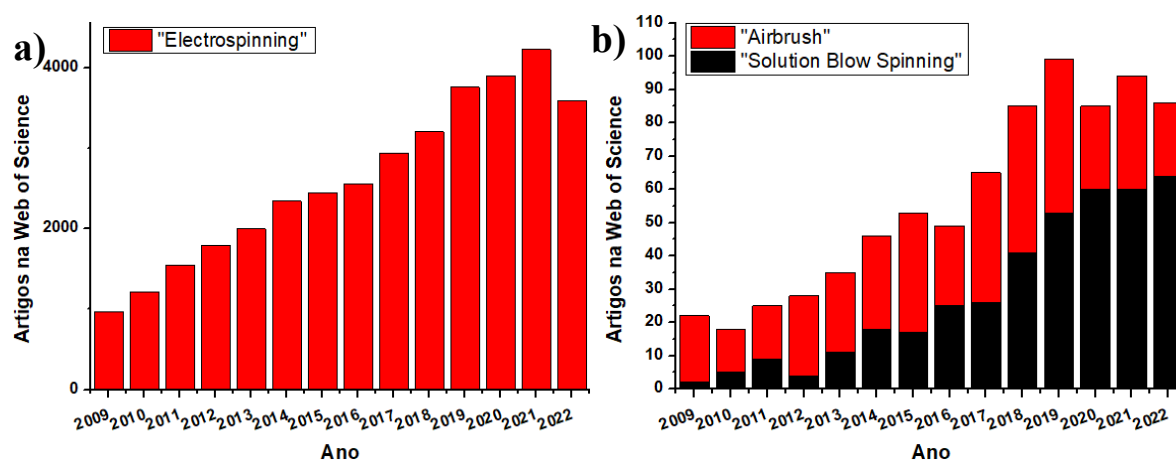 a)
"Electrospinning"
Artigos na Web of Science
4000
2000
0
2009 2010 2011 2012 2013 2014 2015 2016 2017 2018 2019 2020 2021 2022
Ano
b)
"Airbrush"
"Solution Blow Spinning"
Artigos na Web of Science
110
100
90
80
70
60
50
40
30
20
10
0
2009 2010 2011 2012 2013 2014 2015 2016 2017 2018 2019 2020 2021 2022
Ano